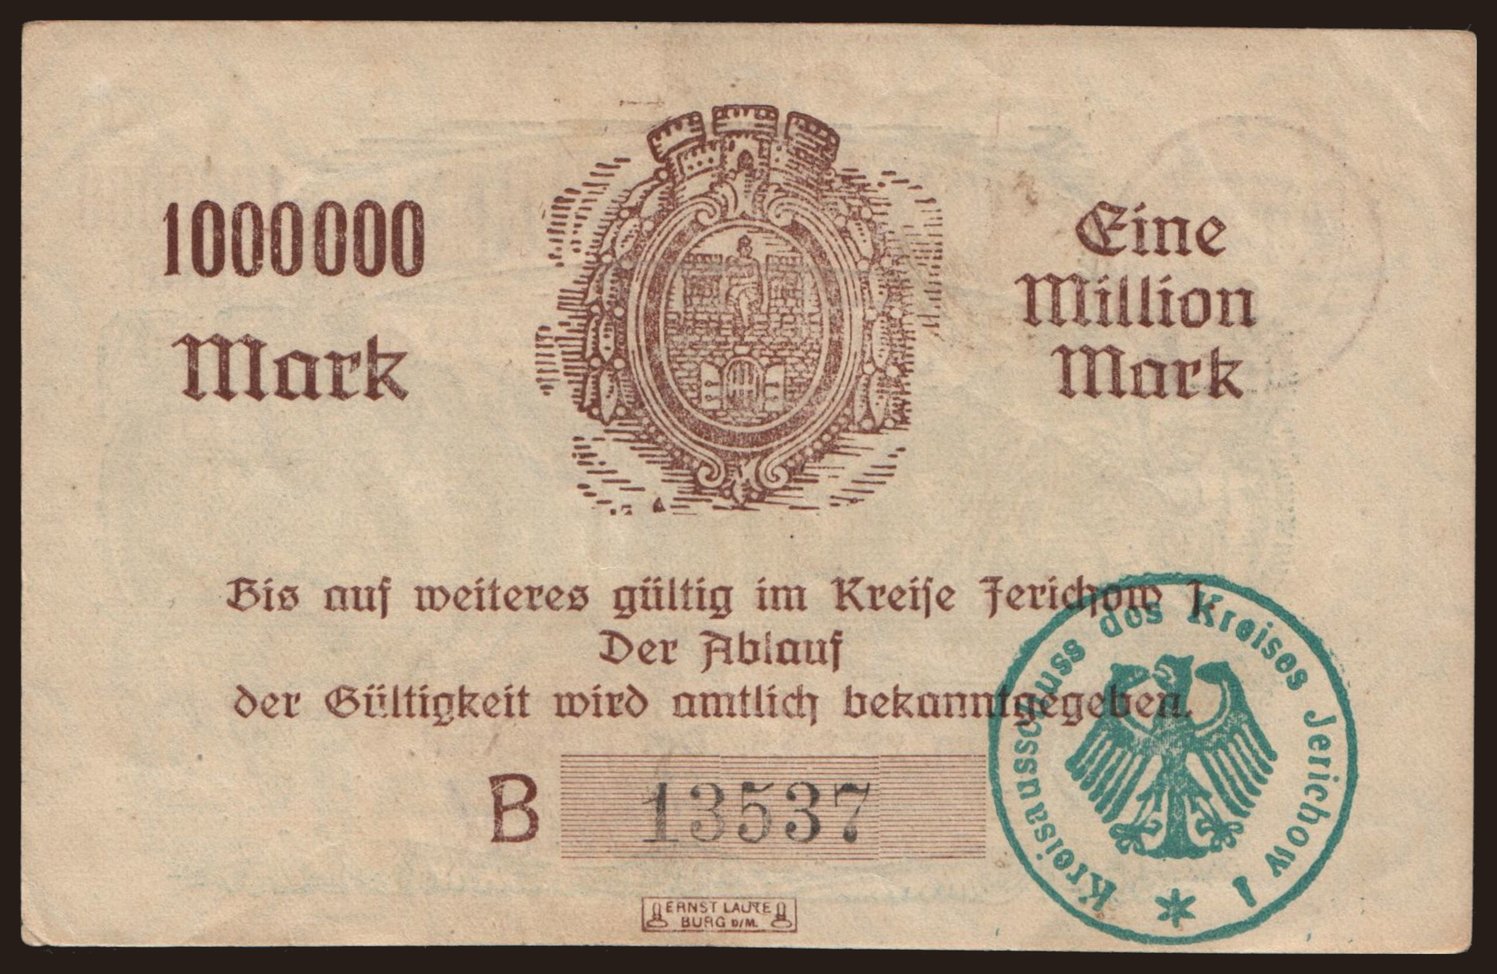 1000000
Mark
Eine
Million
Mark
Bis auf weiteres gültig im Kreise Jerichow I.
Der Ablauf
der Gültigkeit wird amtlich bekanntgegeben.
B 13537
Kreisausschuss des Kreises Jerichow I
ERNST LAUTE
BURG B/M.